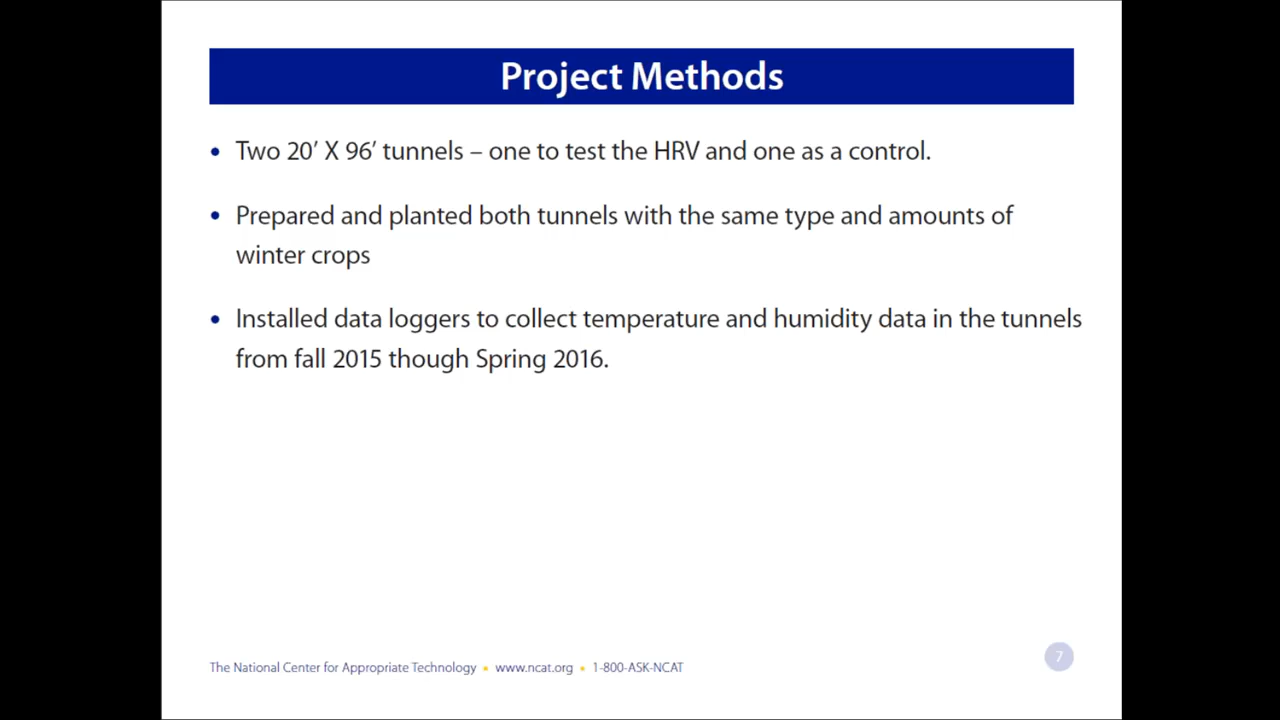 Project Methods
• Two 20’ X 96’ tunnels – one to test the HRV and one as a control.
• Prepared and planted both tunnels with the same type and amounts of
winter crops
• Installed data loggers to collect temperature and humidity data in the tunnels
from fall 2015 though Spring 2016.
The National Center for Appropriate Technology • www.ncat.org • 1-800-ASK-NCAT
7